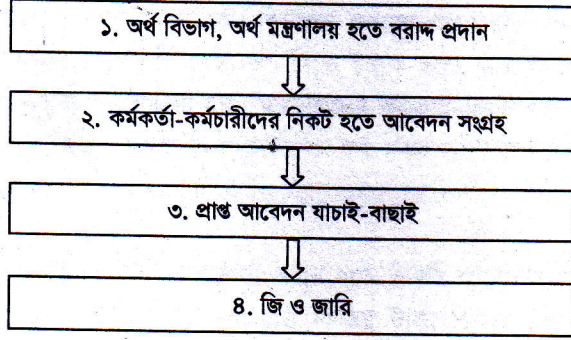 ১. অর্থ বিভাগ, অর্থ মন্ত্রণালয় হতে বরাদ্দ প্রদান
২. কর্মকর্তা-কর্মচারীদের নিকট হতে আবেদন সংগ্রহ
৩. প্রাপ্ত আবেদন যাচাই-বাছাই
৪. জি ও জারি